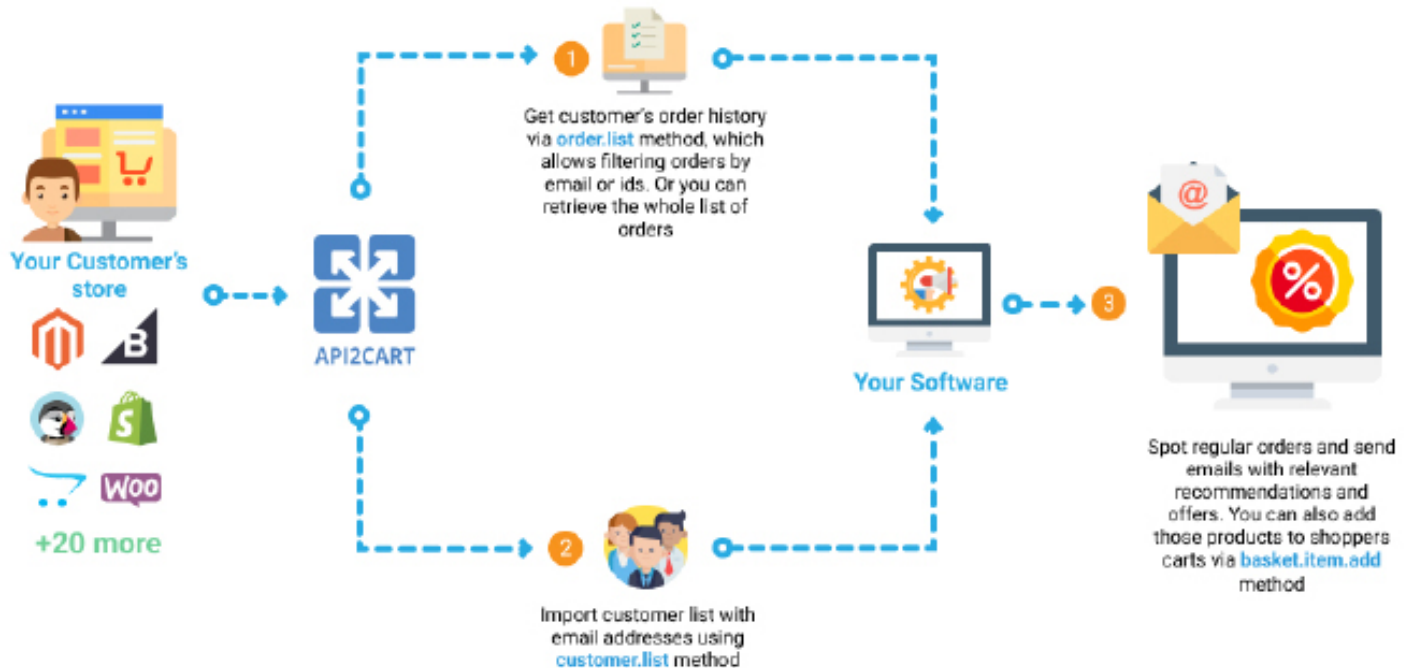 Your Customer's
store
B
S
WOO
+20 more
API2CART
1
Get customer's order history
via order.list method, which
allows filtering orders by
email or ids. Or you can
retrieve the whole list of
orders
2
Import customer list with
email addresses using
customer.list method
Your Software
3
@
%
Spot regular orders and send
emails with relevant
recommendations and
offers. You can also add
those products to shoppers
carts via basket.item.add
method